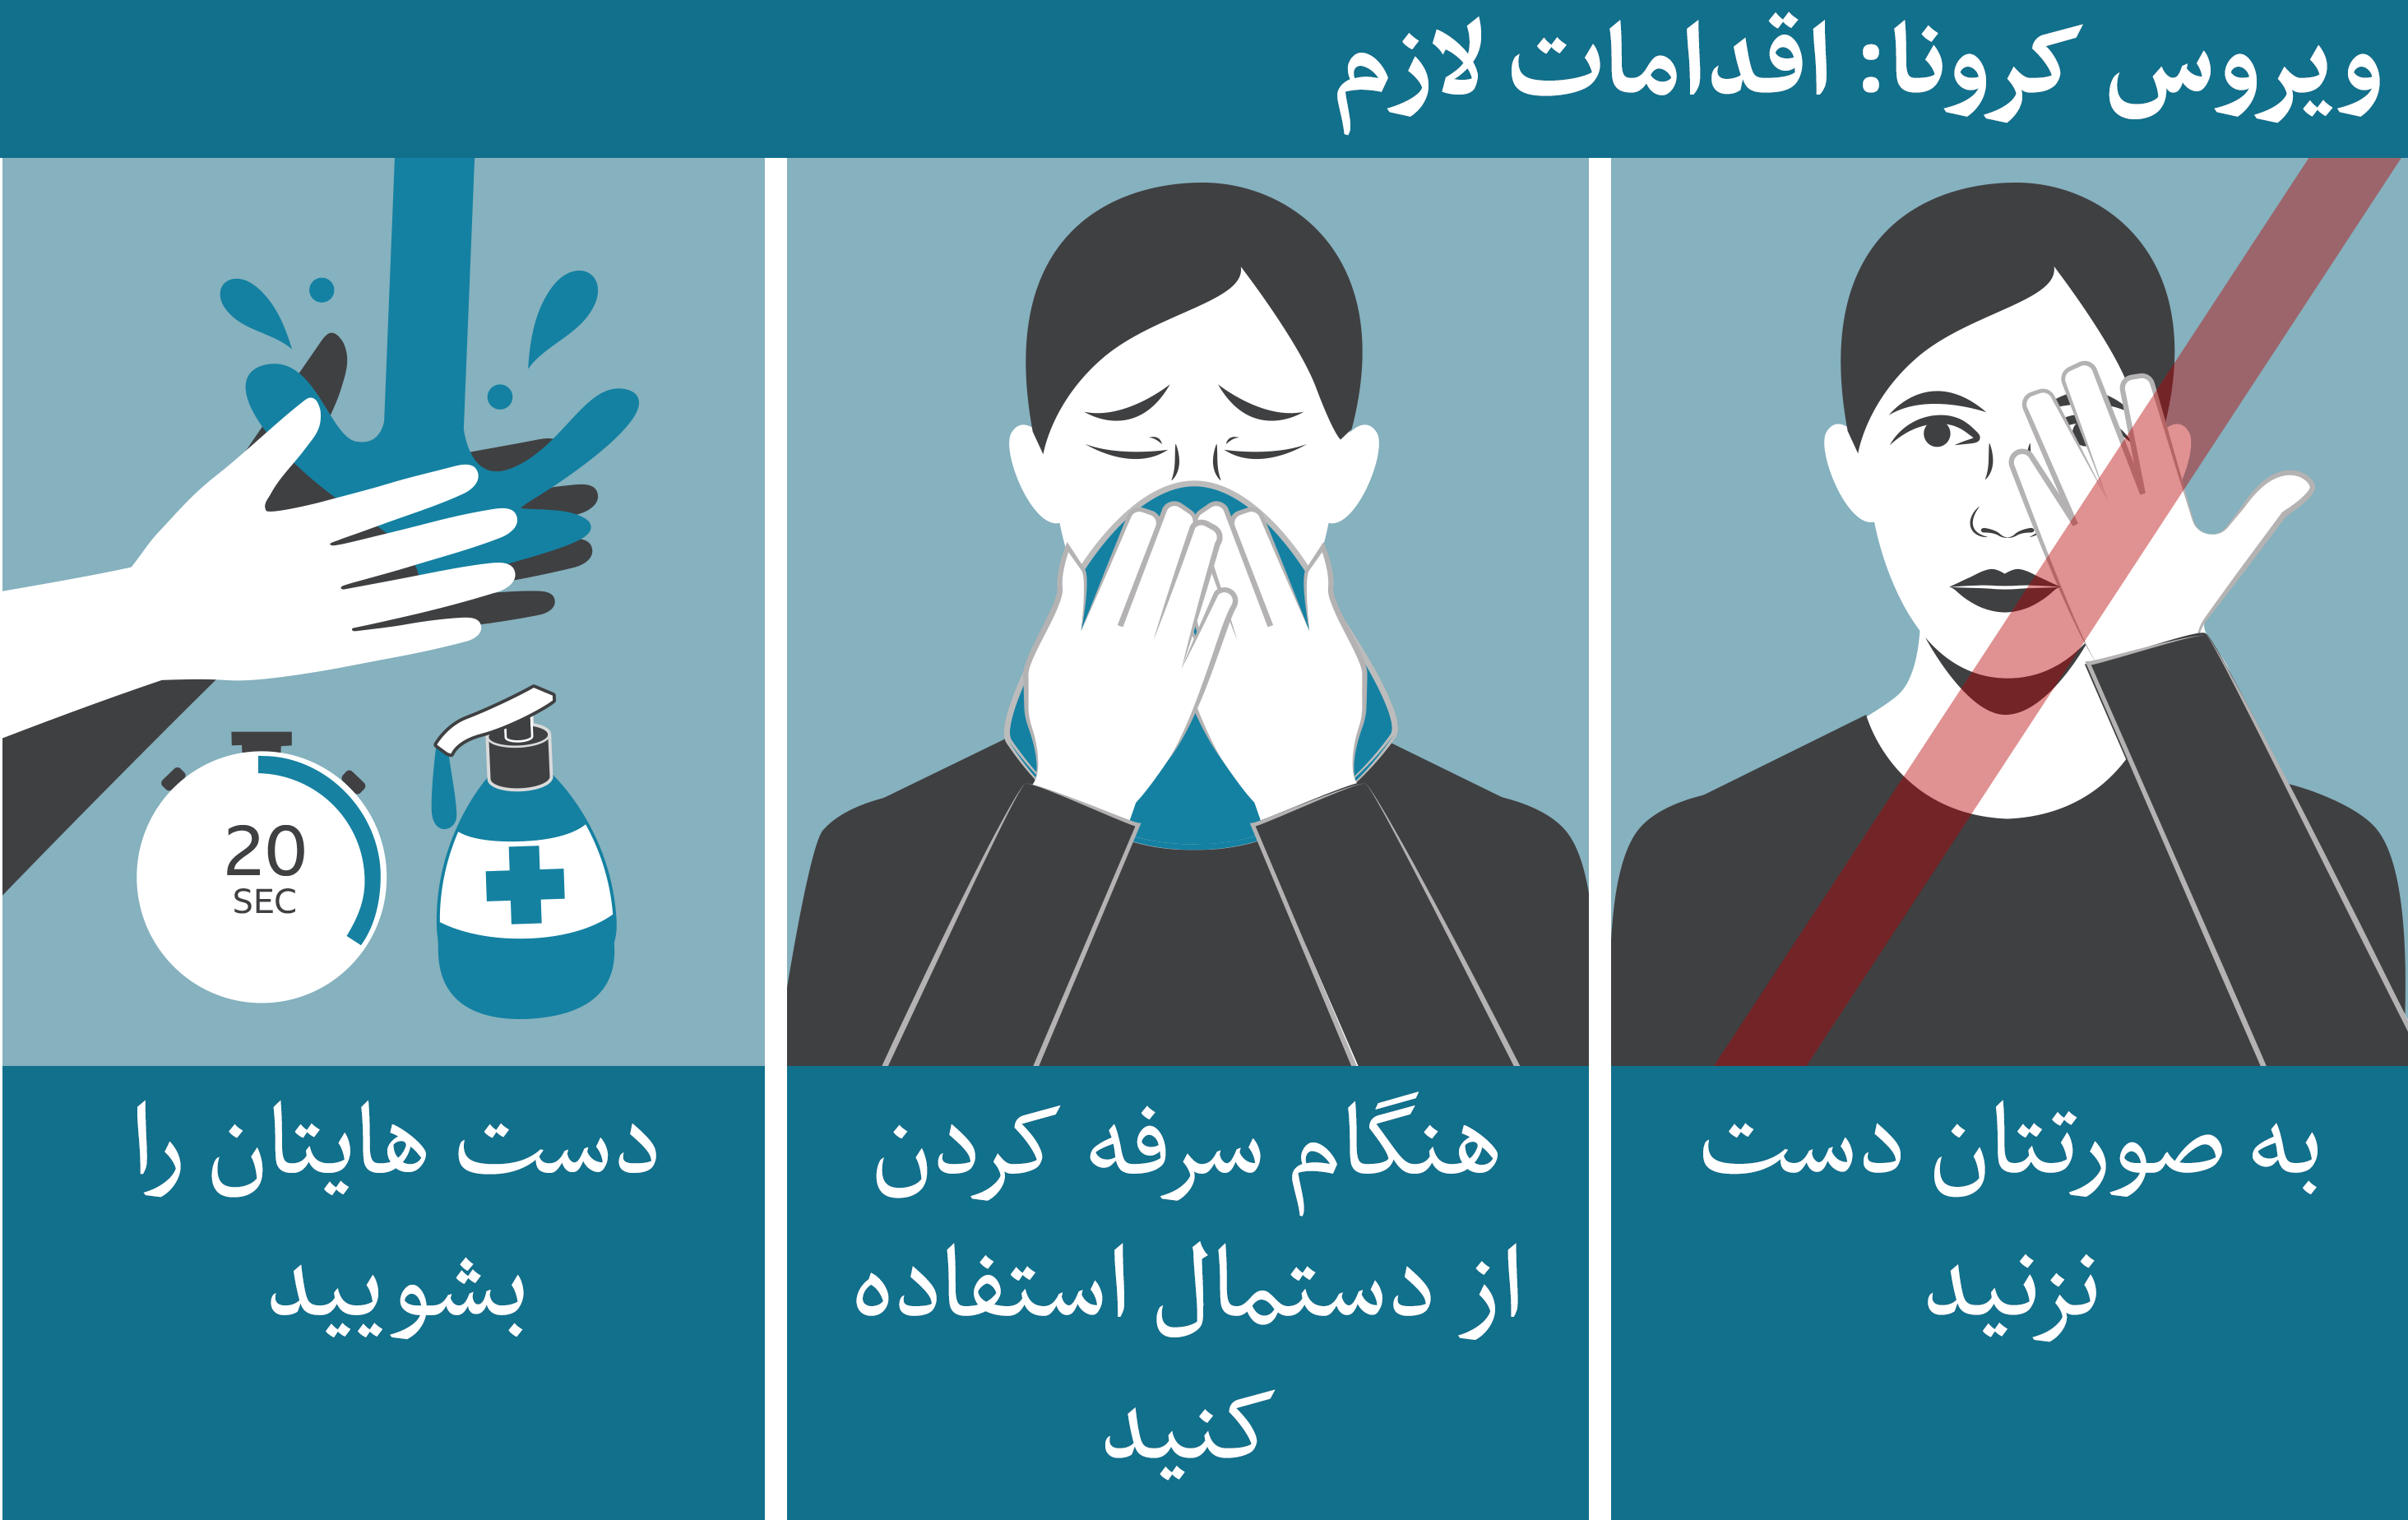 ویروس کرونا: اقدامات لازم
به صورتتان دست
نزنید
هنگام سرفه کردن
از دستمال استفاده
کنید
دست هایتان را
بشویید
20
SEC